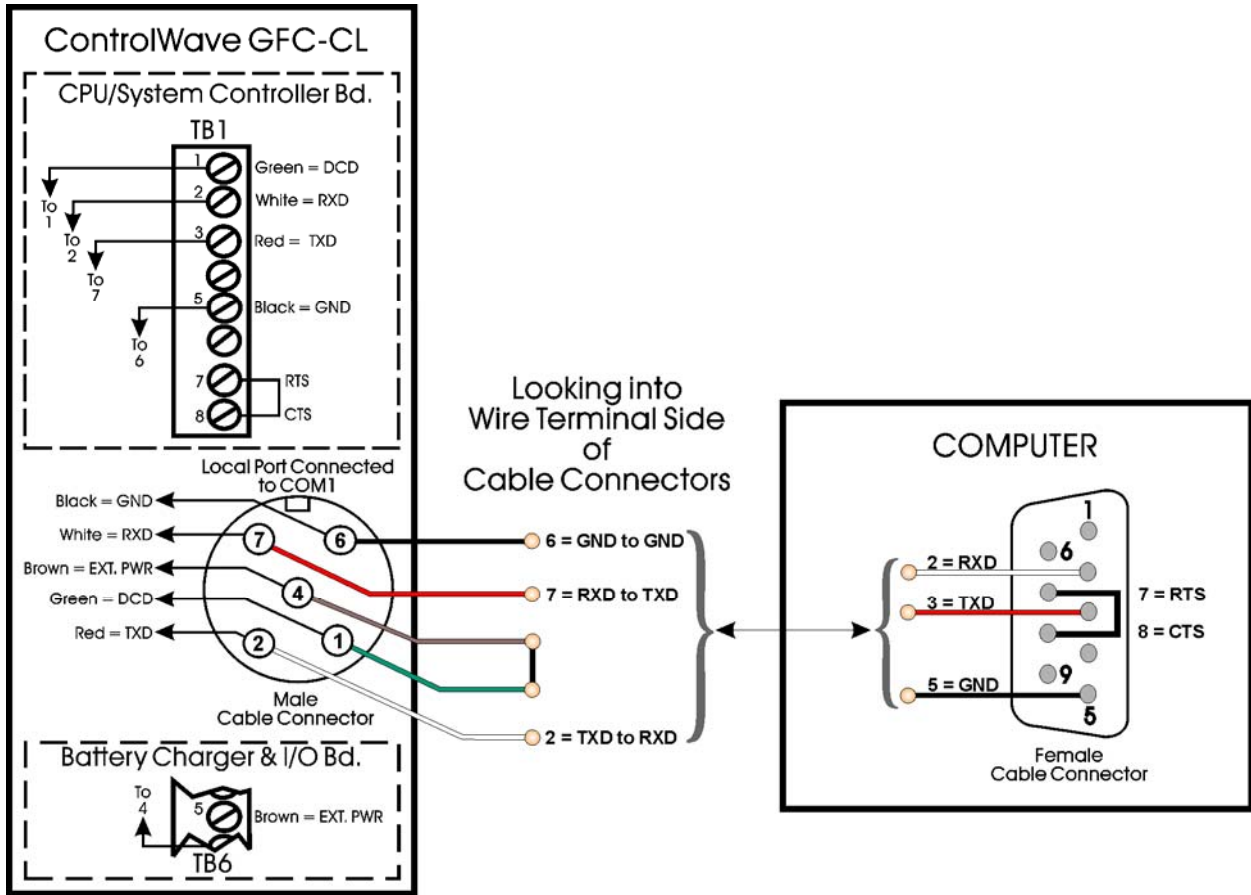 ControlWave GFC-CL
CPU/System Controller Bd.
TB1
1
Green = DCD
2
White = RXD
3
Red = TXD
5
Black = GND
7
RTS
8
CTS
To
1
To
2
To
7
To
6
Local Port Connected
to COM1
Black = GND
White = RXD
Brown = EXT. PWR
Green = DCD
Red = TXD
6
7
4
1
2
Male
Cable Connector
Battery Charger & I/O Bd.
To
4
5
Brown = EXT. PWR
TB6
Looking into
Wire Terminal Side
of
Cable Connectors
6 = GND to GND
7 = RXD to TXD
2 = TXD to RXD
COMPUTER
1
6
2 = RXD
3 = TXD
7 = RTS
8 = CTS
9
5 = GND
5
Female
Cable Connector